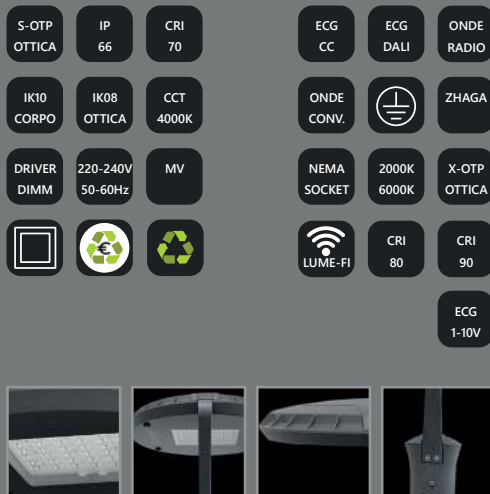 S-OTP
OTTICA
IP
66
CRI
70
ECG
CC
ECG
DALI
ONDE
RADIO
IK10
CORPO
IK08
OTTICA
CCT
4000K
ONDE
CONV.
ZHAGA
DRIVER
DIMM
220-240V
50-60Hz
MV
NEMA
SOCKET
2000K
6000K
X-OTP
OTTICA
€
LUME-FI
CRI
80
CRI
90
ECG
1-10V